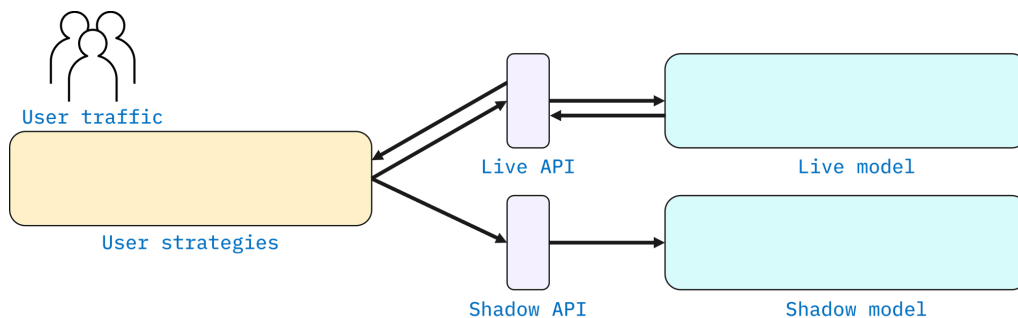 User traffic
User strategies
Live API
Live model
Shadow API
Shadow model